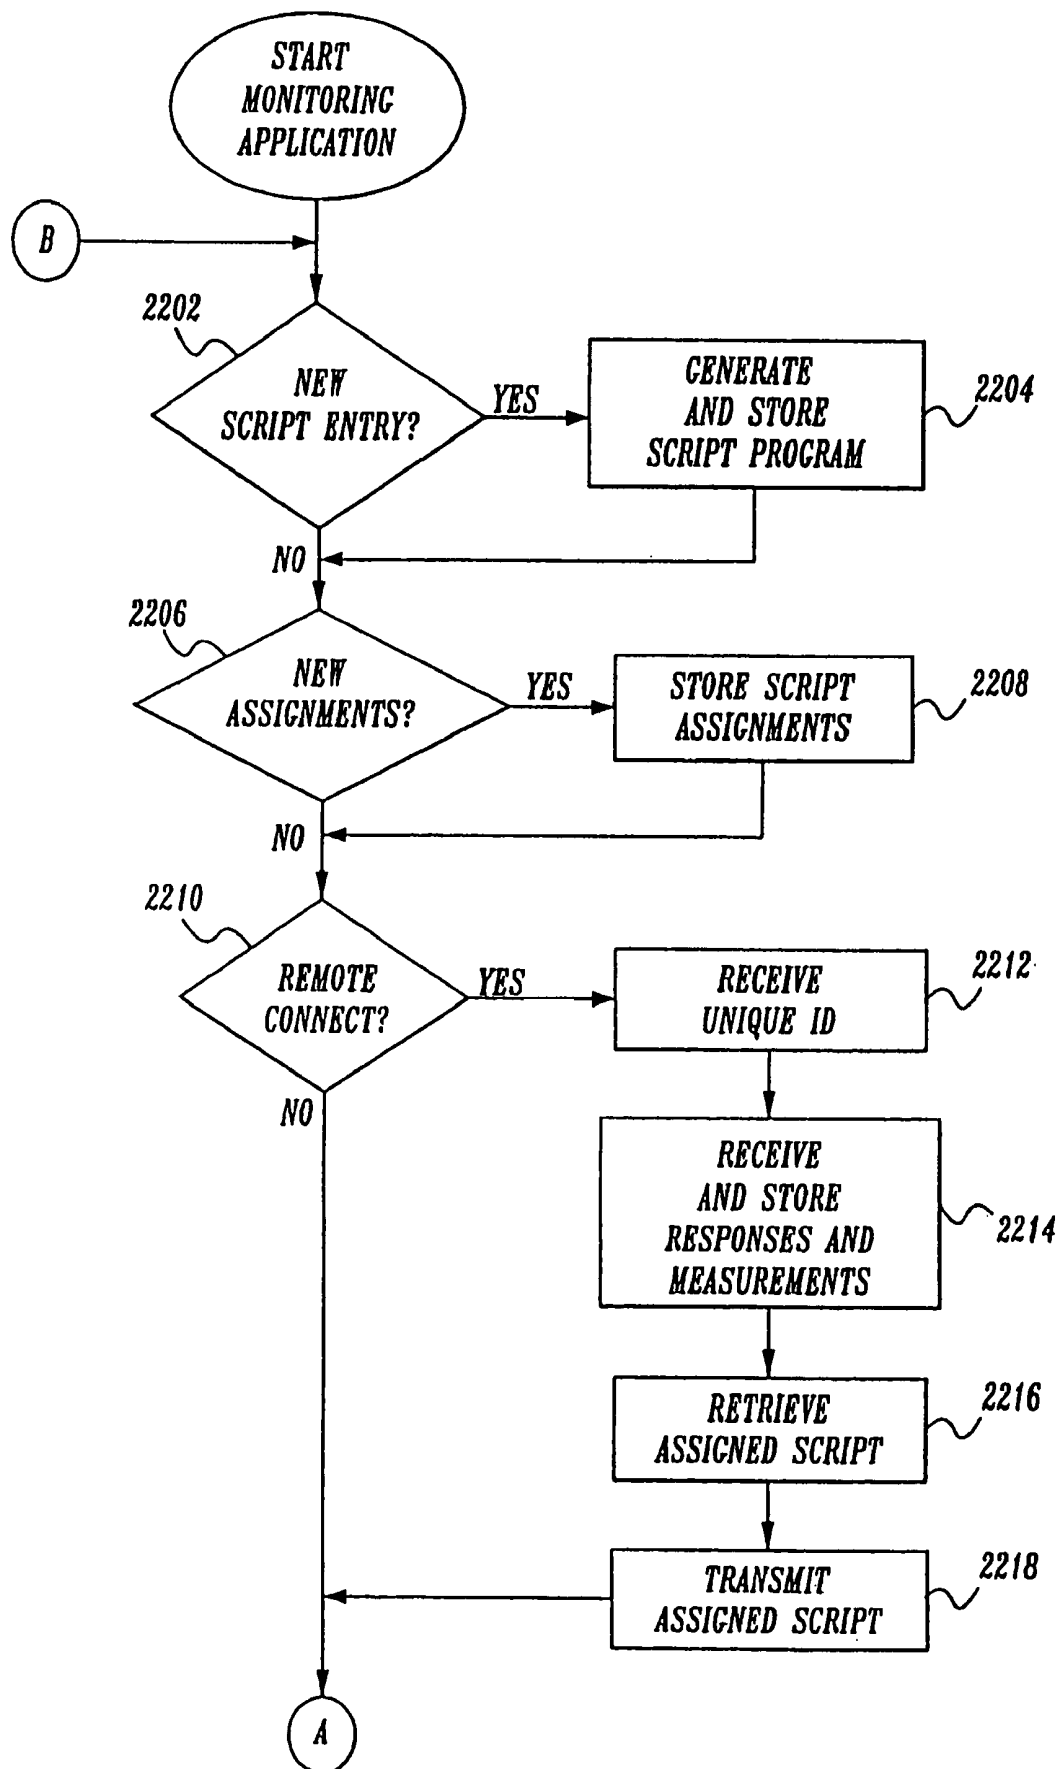 START
MONITORING
APPLICATION
B
2202
NEW
SCRIPT ENTRY?
YES
GENERATE
AND STORE
SCRIPT PROGRAM
2204
NO
2206
NEW
ASSIGNMENTS?
YES
STORE SCRIPT
ASSIGNMENTS
2208
NO
2210
REMOTE
CONNECT?
YES
RECEIVE
UNIQUE ID
2212
NO
RECEIVE
AND STORE
RESPONSES AND
MEASUREMENTS
2214
RETRIEVE
ASSIGNED SCRIPT
2216
TRANSMIT
ASSIGNED SCRIPT
2218
A